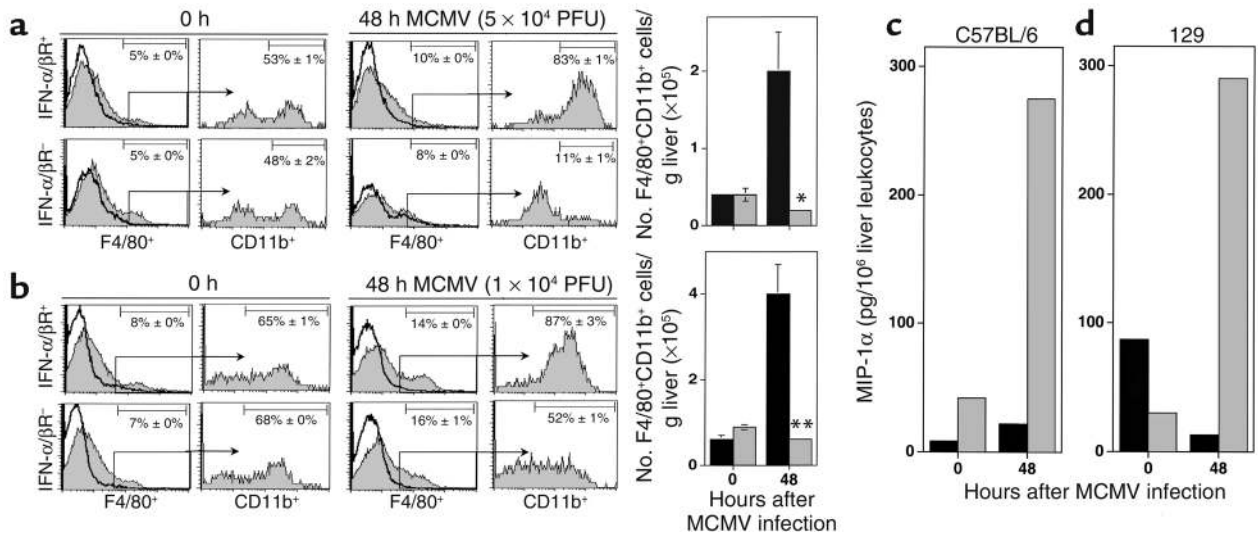 a
0 h
48 h MCMV (5 × 10⁴ PFU)
IFN-α/βR⁺
5% ± 0%
53% ± 1%
10% ± 0%
83% ± 1%
IFN-α/βR⁻
5% ± 0%
48% ± 2%
8% ± 0%
11% ± 1%
F4/80⁺
CD11b⁺
F4/80⁺
CD11b⁺
No. F4/80⁺CD11b⁺ cells/
g liver (×10⁵)
2
1
0
*
b
0 h
48 h MCMV (1 × 10⁴ PFU)
IFN-α/βR⁺
8% ± 0%
65% ± 1%
14% ± 0%
87% ± 3%
IFN-α/βR⁻
7% ± 0%
68% ± 0%
16% ± 1%
52% ± 1%
F4/80⁺
CD11b⁺
F4/80⁺
CD11b⁺
No. F4/80⁺CD11b⁺ cells/
g liver (×10⁵)
4
2
0
**
0
48
Hours after
MCMV infection
c
C57BL/6
MIP-1α (pg/10⁶ liver leukocytes)
300
200
100
0
0
48
d
129
300
200
100
0
0
48
Hours after MCMV infection